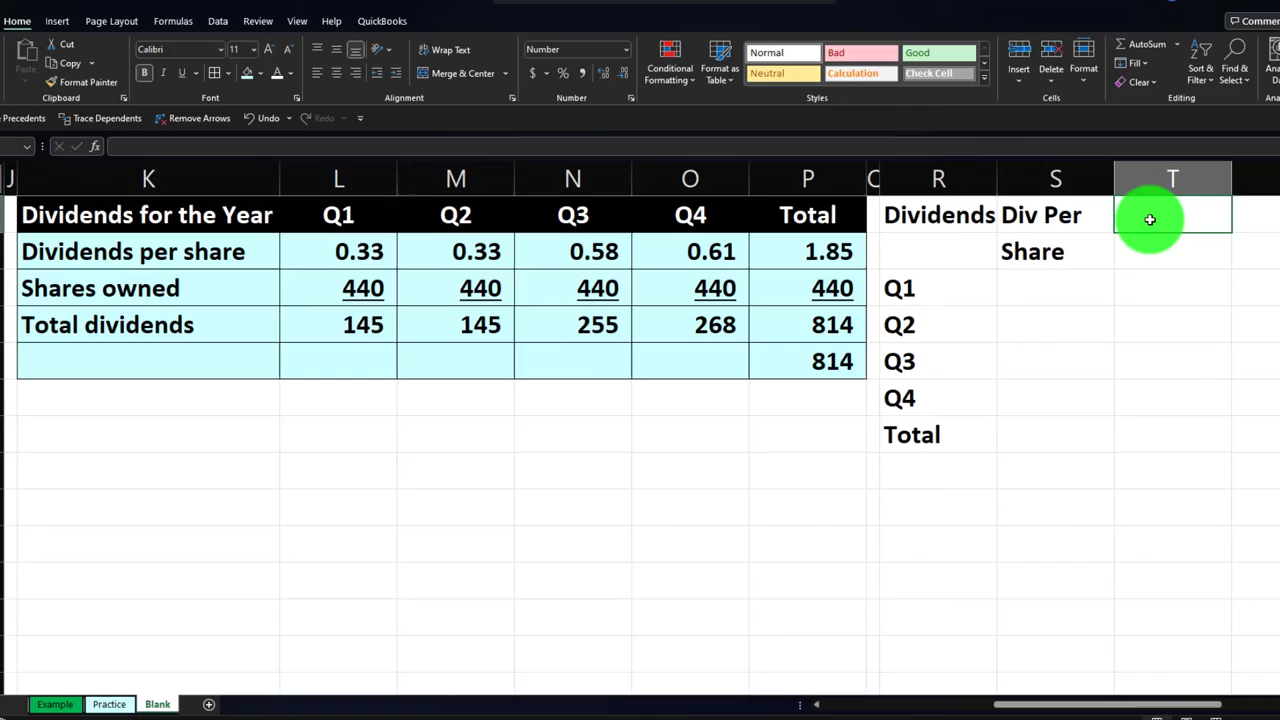 Home Insert Page Layout Formulas Data Review View Help QuickBooks Commen
Cut Calibri 11 Wrap Text Number Normal Bad Good AutoSum
Copy Neutral Calculation Check Cell Fill
Paste Format Painter B I U A Merge & Center $ % Conditional Formatting Format as Table Insert Delete Format Clear Sort & Filter Find & Select
Clipboard Font Alignment Number Styles Cells Editing
Precedents Trace Dependents Remove Arrows Undo Redo
fx
J K L M N O P R S T
Dividends for the Year Q1 Q2 Q3 Q4 Total Dividends Div Per
Dividends per share 0.33 0.33 0.58 0.61 1.85 Share
Shares owned 440 440 440 440 440 Q1
Total dividends 145 145 255 268 814 Q2
814 Q3
Q4
Total
Example Practice Blank